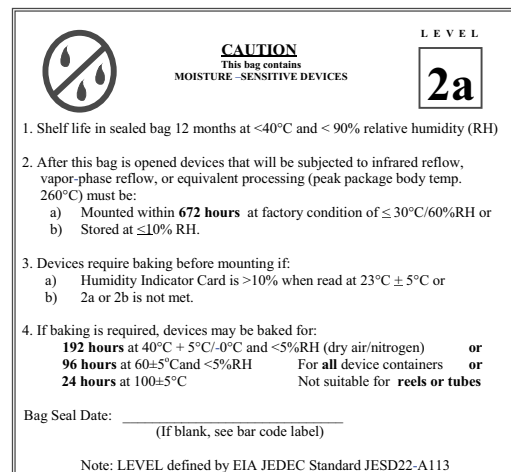 L E V E L
CAUTION
This bag contains
MOISTURE –SENSITIVE DEVICES
2a
1. Shelf life in sealed bag 12 months at <40°C and < 90% relative humidity (RH)
2. After this bag is opened devices that will be subjected to infrared reflow,
vapor-phase reflow, or equivalent processing (peak package body temp.
260°C) must be:
a) Mounted within 672 hours at factory condition of ≤ 30°C/60%RH or
b) Stored at ≤10% RH.
3. Devices require baking before mounting if:
a) Humidity Indicator Card is >10% when read at 23°C ± 5°C or
b) 2a or 2b is not met.
4. If baking is required, devices may be baked for:
192 hours at 40°C + 5°C/-0°C and <5%RH (dry air/nitrogen) or
96 hours at 60±5°Cand <5%RH For all device containers or
24 hours at 100±5°C Not suitable for reels or tubes
Bag Seal Date: ______________________________
(If blank, see bar code label)
Note: LEVEL defined by EIA JEDEC Standard JESD22-A113